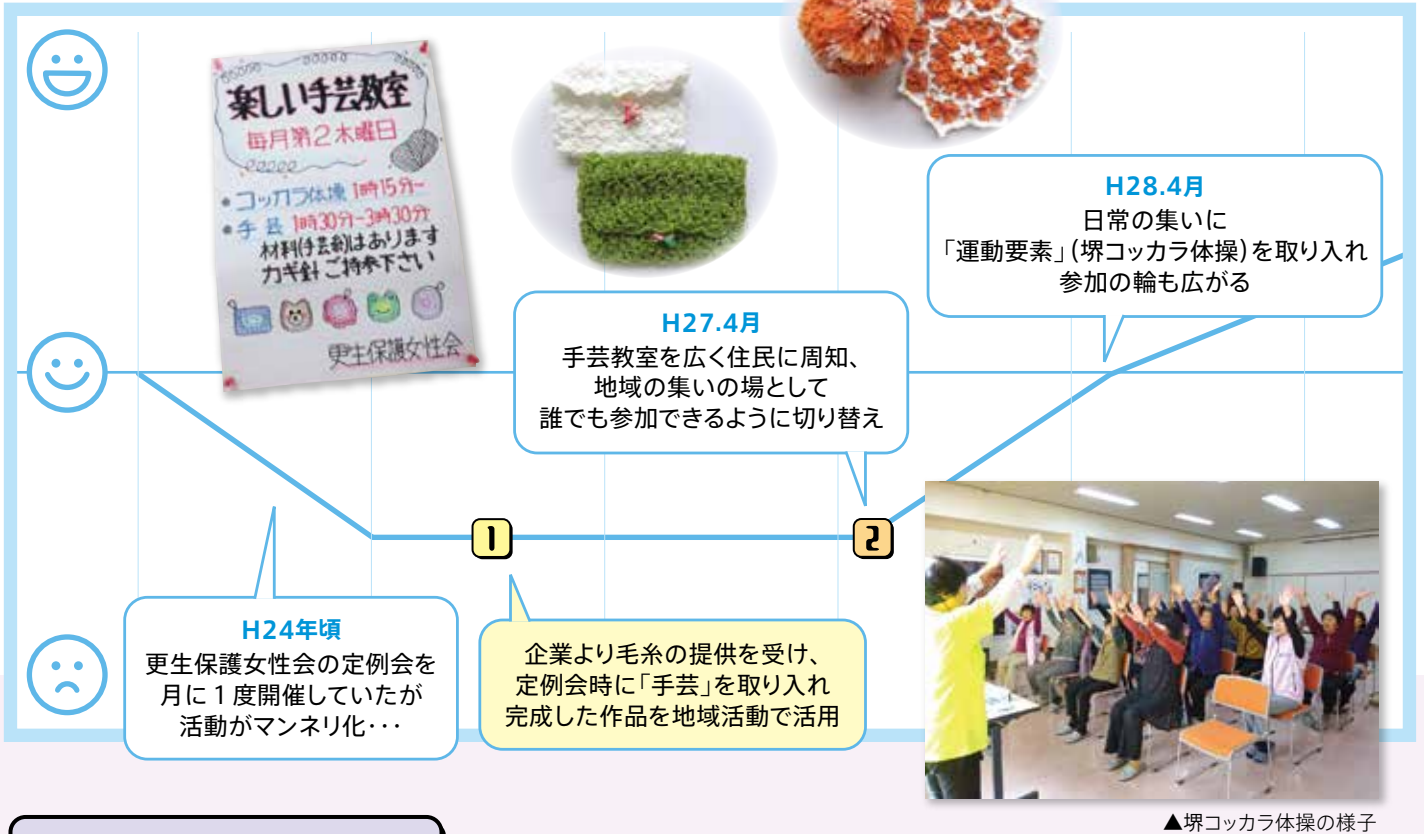 楽しい手芸教室
毎月第2木曜日
・コッカラ体操 1時15分~
・手芸 1時30分~3時30分
材料(手芸糸)はあります
カギ針ご持参下さい
更生保護女性会
H28.4月
日常の集いに
「運動要素」(堺コッカラ体操)を取り入れ
参加の輪も広がる
H27.4月
手芸教室を広く住民に周知、
地域の集いの場として
誰でも参加できるように切り替え
1
2
H24年頃
更生保護女性会の定例会を
月に1度開催していたが
活動がマンネリ化･･･
企業より毛糸の提供を受け、
定例会時に「手芸」を取り入れ
完成した作品を地域活動で活用
▲堺コッカラ体操の様子